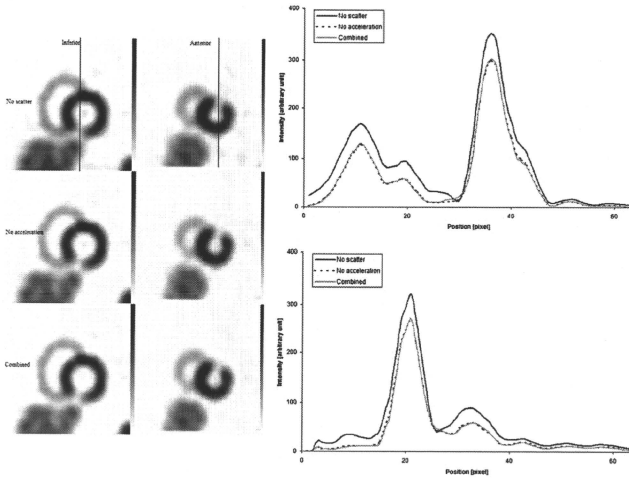 Inferior
Anterior
No scatter
No acceleration
Combined
No scatter
No acceleration
Combined
Intensity [arbitrary unit]
400
300
200
100
0
0
20
40
60
Position [pixel]
No scatter
No acceleration
Combined
Intensity [arbitrary unit]
400
300
200
100
0
0
20
40
60
Position [pixel]